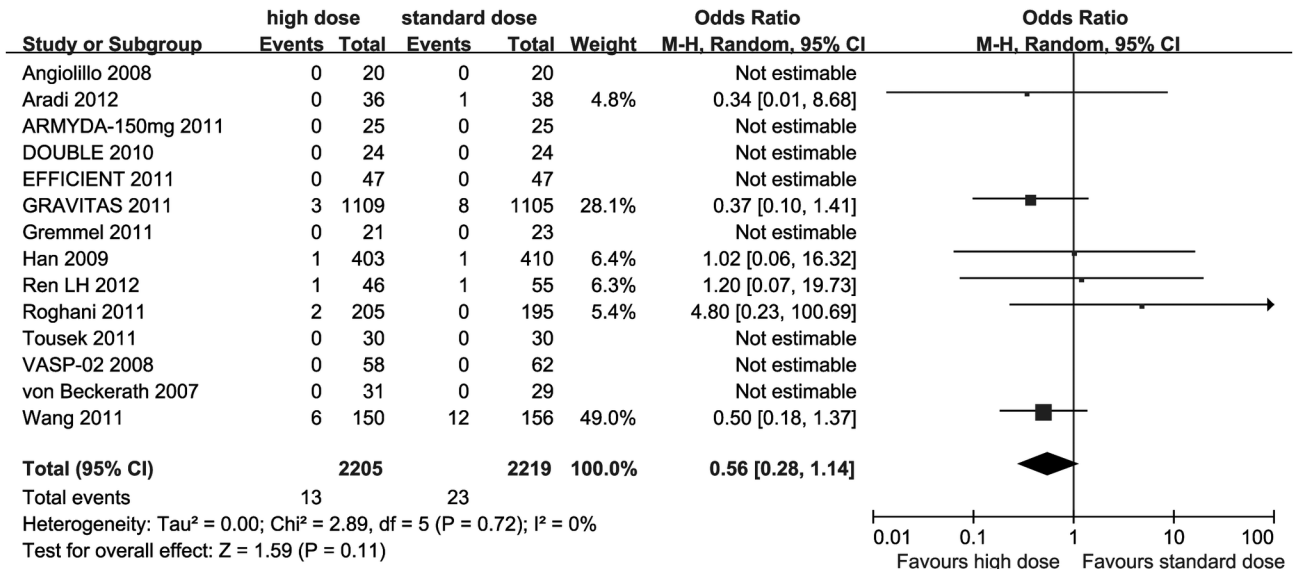 high dose standard dose Odds Ratio Odds Ratio
Study or Subgroup Events Total Events Total Weight M-H, Random, 95% CI M-H, Random, 95% CI
Angiolillo 2008 0 20 0 20 Not estimable
Aradi 2012 0 36 1 38 4.8% 0.34 [0.01, 8.68]
ARMYDA-150mg 2011 0 25 0 25 Not estimable
DOUBLE 2010 0 24 0 24 Not estimable
EFFICIENT 2011 0 47 0 47 Not estimable
GRAVITAS 2011 3 1109 8 1105 28.1% 0.37 [0.10, 1.41]
Gremmel 2011 0 21 0 23 Not estimable
Han 2009 1 403 1 410 6.4% 1.02 [0.06, 16.32]
Ren LH 2012 1 46 1 55 6.3% 1.20 [0.07, 19.73]
Roghani 2011 2 205 0 195 5.4% 4.80 [0.23, 100.69]
Tousek 2011 0 30 0 30 Not estimable
VASP-02 2008 0 58 0 62 Not estimable
von Beckerath 2007 0 31 0 29 Not estimable
Wang 2011 6 150 12 156 49.0% 0.50 [0.18, 1.37]
Total (95% CI) 2205 2219 100.0% 0.56 [0.28, 1.14]
Total events 13 23
Heterogeneity: Tau² = 0.00; Chi² = 2.89, df = 5 (P = 0.72); I² = 0%
Test for overall effect: Z = 1.59 (P = 0.11)
0.01 0.1 1 10 100
Favours high dose Favours standard dose